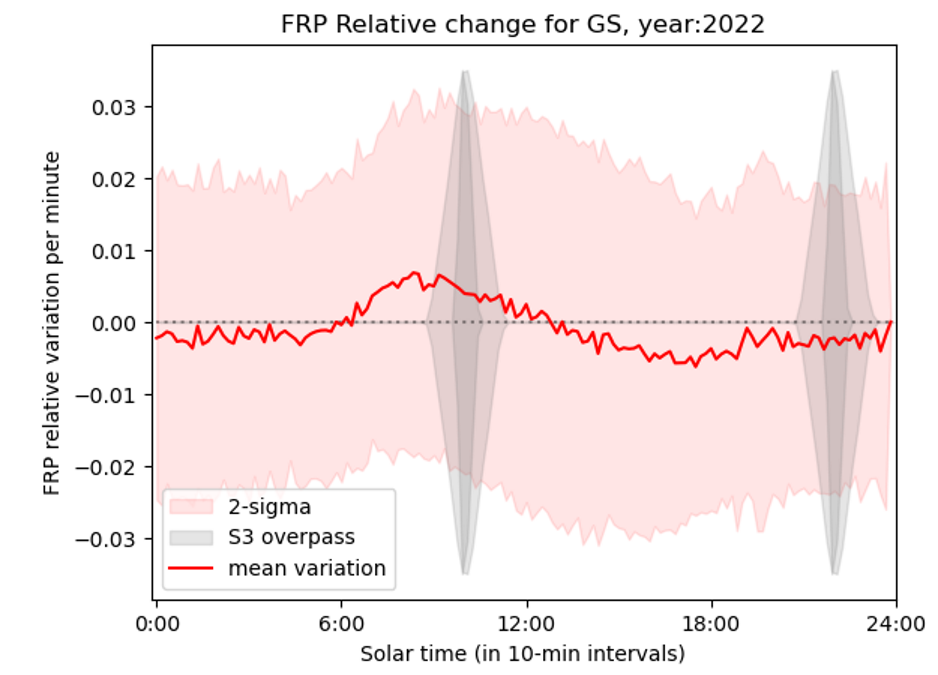 FRP Relative change for GS, year:2022
FRP relative variation per minute
0.03
0.02
0.01
0.00
−0.01
−0.02
−0.03
2-sigma
S3 overpass
mean variation
0:00
6:00
12:00
18:00
24:00
Solar time (in 10-min intervals)